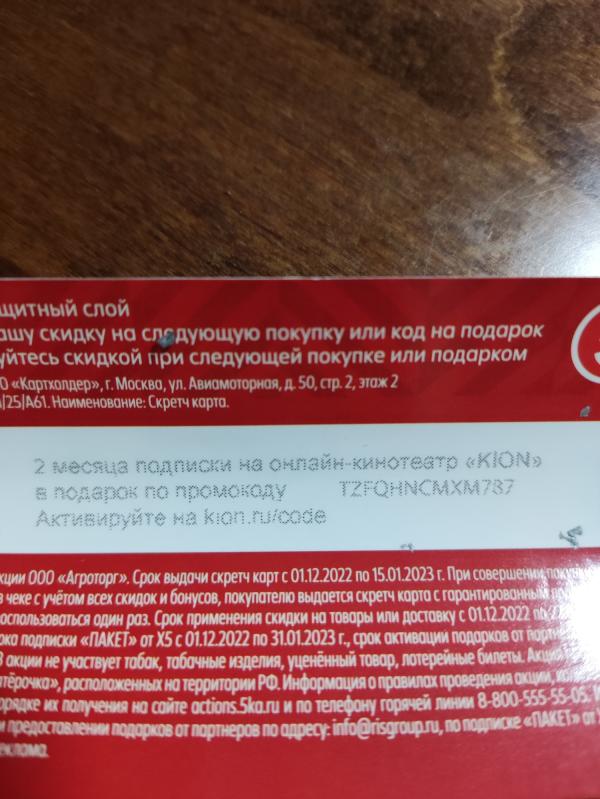 щитный слой
ашу скидку на следующую покупку или код на подарок
уйтесь скидкой при следующей покупке или подарком
О «Картхолдер», г. Москва, ул. Авиамоторная, д. 50, стр. 2, этаж 2
/25/А61. Наименование: Скретч карта.
2 месяца подписки на онлайн-кинотеатр «KION»
в подарок по промокоду TZFQHNCMXM787
Активируйте на kion.ru/code
кции ООО «Агроторг». Срок выдачи скретч карт с 01.12.2022 по 15.01.2023 г. При совершении покупки
в чеке с учётом всех скидок и бонусов, покупателю выдается скретч карта с гарантированным
оспользоваться один раз. Срок применения скидки на товары или доставку с 01.12.2022 по
ока подписки «ПАКЕТ» от X5 с 01.12.2022 по 31.01.2023 г., срок активации подарков от
В акции не участвует табак, табачные изделия, уценённый товар, лотерейные билеты.
тёрочка», расположенных на территории РФ. Информация о правилах проведения акции,
орядке их получения на сайте actions.5ka.ru и по телефону горячей линии 8-800-555-55-05.
и предоставлении подарков от партнеров по адресу: info@risgroup.ru, по подписке «ПАКЕТ» от
еклама.